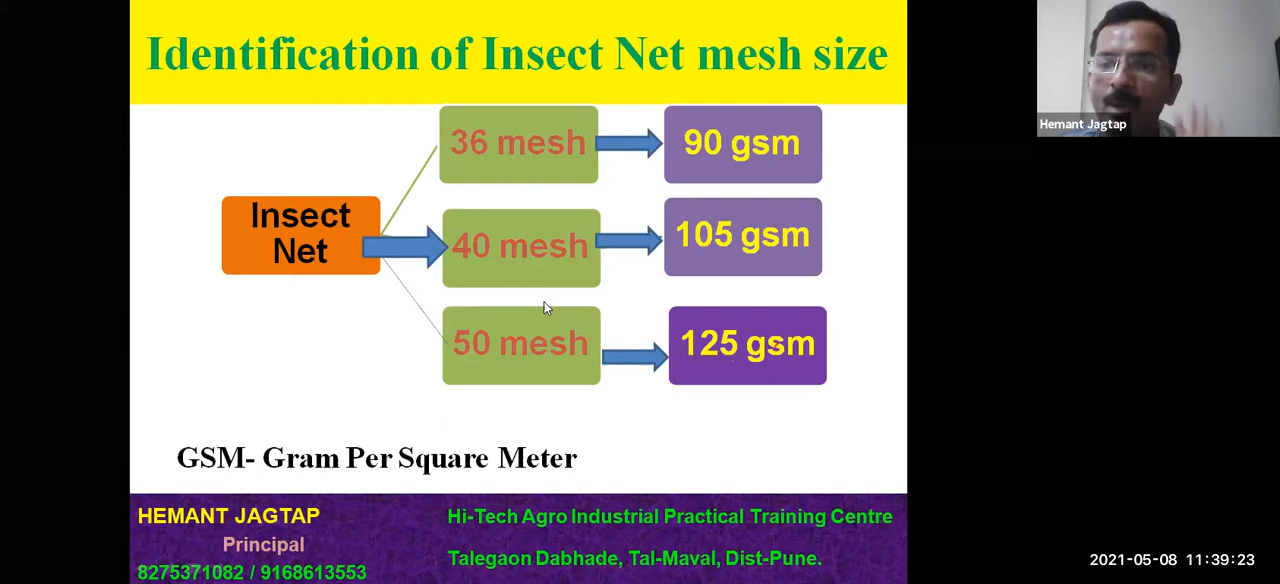 Identification of Insect Net mesh size
Hemant Jagtap
36 mesh
90 gsm
Insect
Net
40 mesh
105 gsm
50 mesh
125 gsm
GSM- Gram Per Square Meter
HEMANT JAGTAP
Principal
8275371082 / 9168613553
Hi-Tech Agro Industrial Practical Training Centre
Talegaon Dabhade, Tal-Maval, Dist-Pune.
2021-05-08 11:39:23